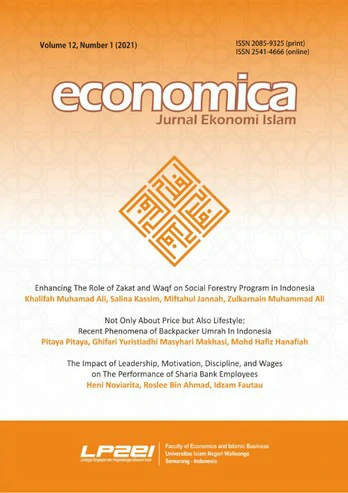 Volume 12, Number 1 (2021)
ISSN 2085-9325 (print)
ISSN 2541-4666 (online)
economica
Jurnal Ekonomi Islam
Enhancing The Role of Zakat and Waqf on Social Forestry Program in Indonesia
Khalifah Muhamad Ali, Salina Kassim, Miftahul Jannah, Zulkarnain Muhammad Ali
Not Only About Price but Also Lifestyle:
Recent Phenomena of Backpacker Umrah In Indonesia
Pitaya Pitaya, Ghifari Yuristiadhi Masyhari Makhasi, Mohd Hafiz Hanafiah
The Impact of Leadership, Motivation, Discipline, and Wages
on The Performance of Sharia Bank Employees
Heni Noviarita, Roslee Bin Ahmad, Idzam Fautau
LP2EI
Faculty of Economics and Islamic Business
Universitas Islam Negeri Walisongo
Semarang - Indonesia